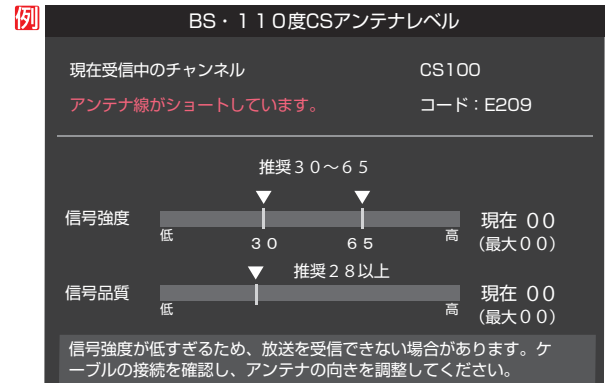 例
BS・110度CSアンテナレベル
現在受信中のチャンネル CS100
アンテナ線がショートしています。 コード：E209
推奨30～65
信号強度 低 30 65 高 現在 00
(最大00)
推奨28以上
信号品質 低 高 現在 00
(最大00)
信号強度が低すぎるため、放送を受信できない場合があります。ケ
ーブルの接続を確認し、アンテナの向きを調整してください。